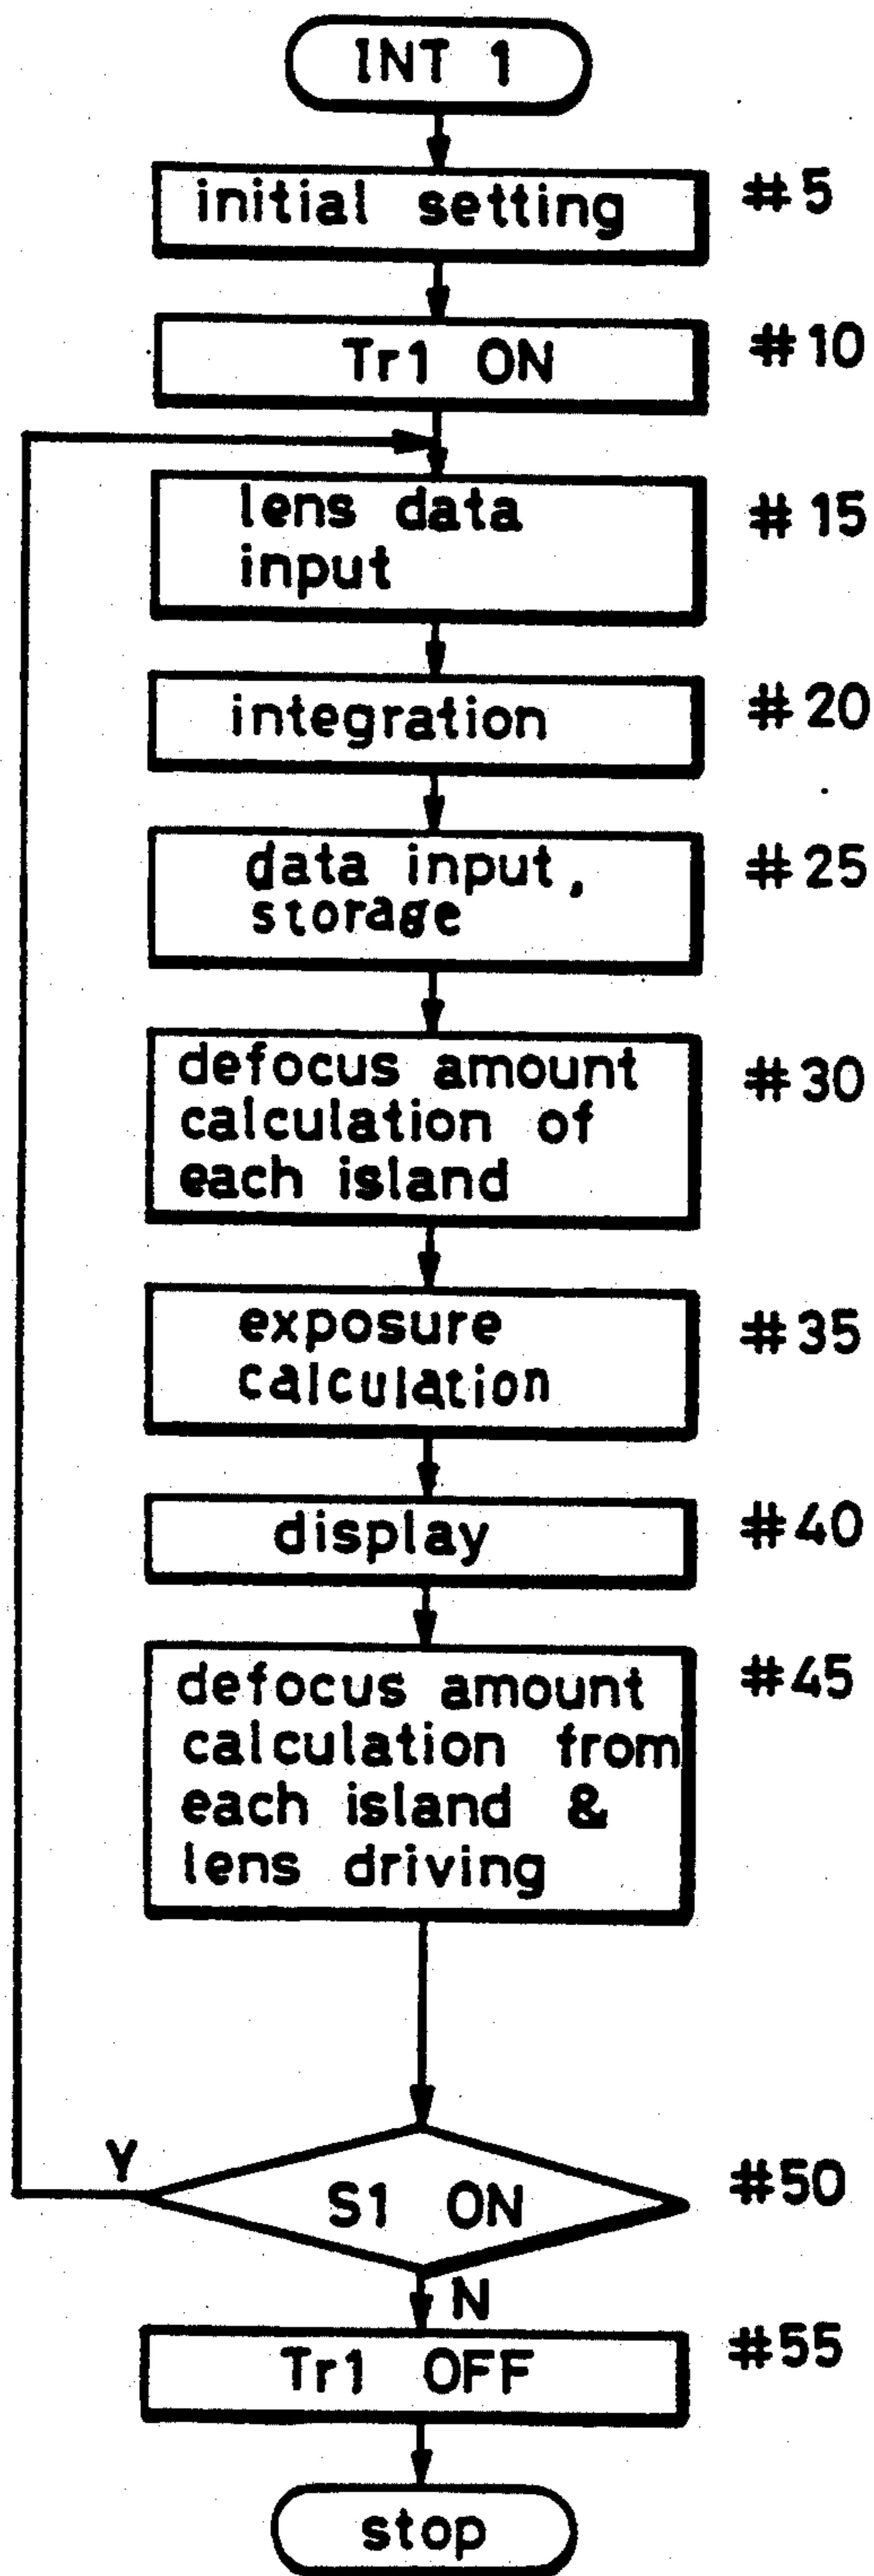 INT 1
initial setting #5
Tr1 ON #10
lens data #15
input
integration #20
data input, #25
storage
defocus amount #30
calculation of
each island
exposure #35
calculation
display #40
defocus amount #45
calculation from
each island &
lens driving
Y
S1 ON #50
N
Tr1 OFF #55
stop